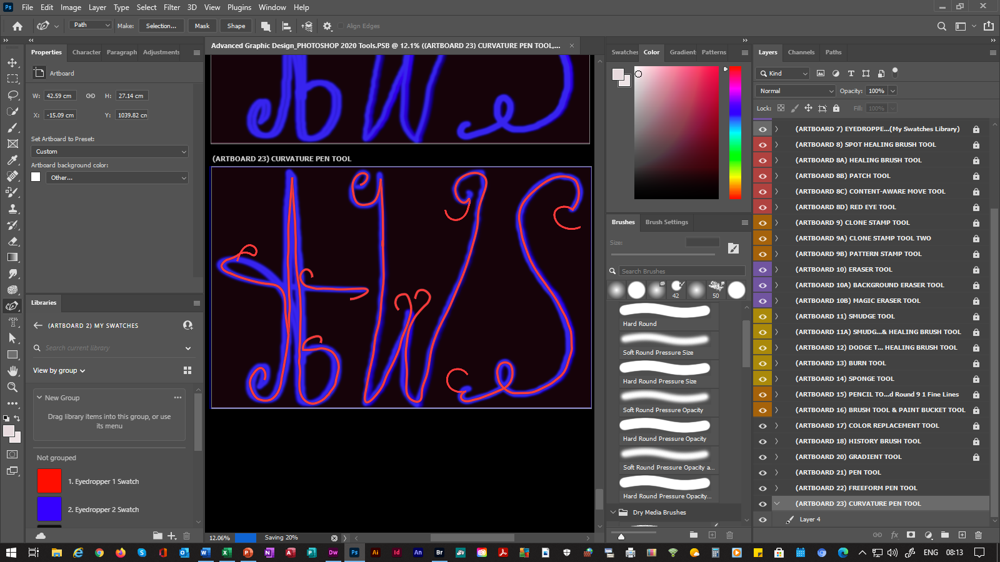 Ps File Edit Image Layer Type Select Filter 3D View Plugins Window Help
Path Make: Selection... Mask Shape Align Edges
Properties Character Paragraph Adjustments
Artboard
W: 42.59 cm H: 27.14 cm
X: -15.09 cm Y: 1039.82 cm
Set Artboard to Preset:
Custom
Artboard background color:
Other...
Libraries
(ARTBOARD 2) MY SWATCHES
Search current library
View by group
New Group
Drag library items into this group, or use
its menu
Not grouped
1. Eyedropper 1 Swatch
2. Eyedropper 2 Swatch
Advanced Graphic Design_PHOTOSHOP 2020 Tools.PSB @ 12.1% ((ARTBOARD 23) CURVATURE PEN TOOL,...
(ARTBOARD 23) CURVATURE PEN TOOL
12.06% Saving 20%
Swatches Color Gradient Patterns
Brushes Brush Settings
Size:
Search Brushes
42 50
Hard Round
Soft Round Pressure Size
Hard Round Pressure Size
Soft Round Pressure Opacity
Hard Round Pressure Opacity
Soft Round Pressure Opacity a...
Hard Round Pressure Opacity...
Dry Media Brushes
Layers Channels Paths
Kind
Normal Opacity: 100%
Lock: Fill: 100%
(ARTBOARD 7) EYEDROPPE...(My Swatches Library)
(ARTBOARD 8) SPOT HEALING BRUSH TOOL
(ARTBOARD 8A) HEALING BRUSH TOOL
(ARTBOARD 8B) PATCH TOOL
(ARTBOARD 8C) CONTENT-AWARE MOVE TOOL
(ARTBOARD 8D) RED EYE TOOL
(ARTBOARD 9) CLONE STAMP TOOL
(ARTBOARD 9A) CLONE STAMP TOOL TWO
(ARTBOARD 9B) PATTERN STAMP TOOL
(ARTBOARD 10) ERASER TOOL
(ARTBOARD 10A) BACKGROUND ERASER TOOL
(ARTBOARD 10B) MAGIC ERASER TOOL
(ARTBOARD 11) SMUDGE TOOL
(ARTBOARD 11A) SMUDG...& HEALING BRUSH TOOL
(ARTBOARD 12) DODGE T... HEALING BRUSH TOOL
(ARTBOARD 13) BURN TOOL
(ARTBOARD 14) SPONGE TOOL
(ARTBOARD 15) PENCIL TO...d Round 9 1 Fine Lines
(ARTBOARD 16) BRUSH TOOL & PAINT BUCKET TOOL
(ARTBOARD 17) COLOR REPLACEMENT TOOL
(ARTBOARD 18) HISTORY BRUSH TOOL
(ARTBOARD 20) GRADIENT TOOL
(ARTBOARD 21) PEN TOOL
(ARTBOARD 22) FREEFORM PEN TOOL
(ARTBOARD 23) CURVATURE PEN TOOL
Layer 4
Dw Ps Ai Id An Br
ENG 08:13